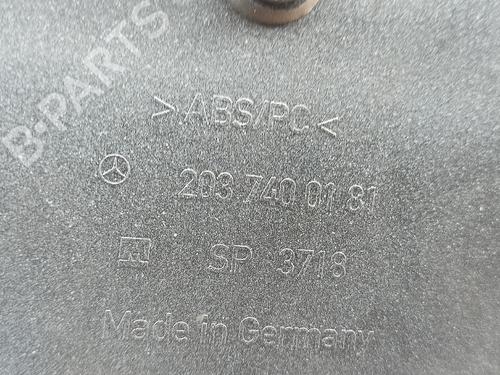 B-PARTS
>ABS/PC<
203 740 01 81
SP 3718
Made in Germany